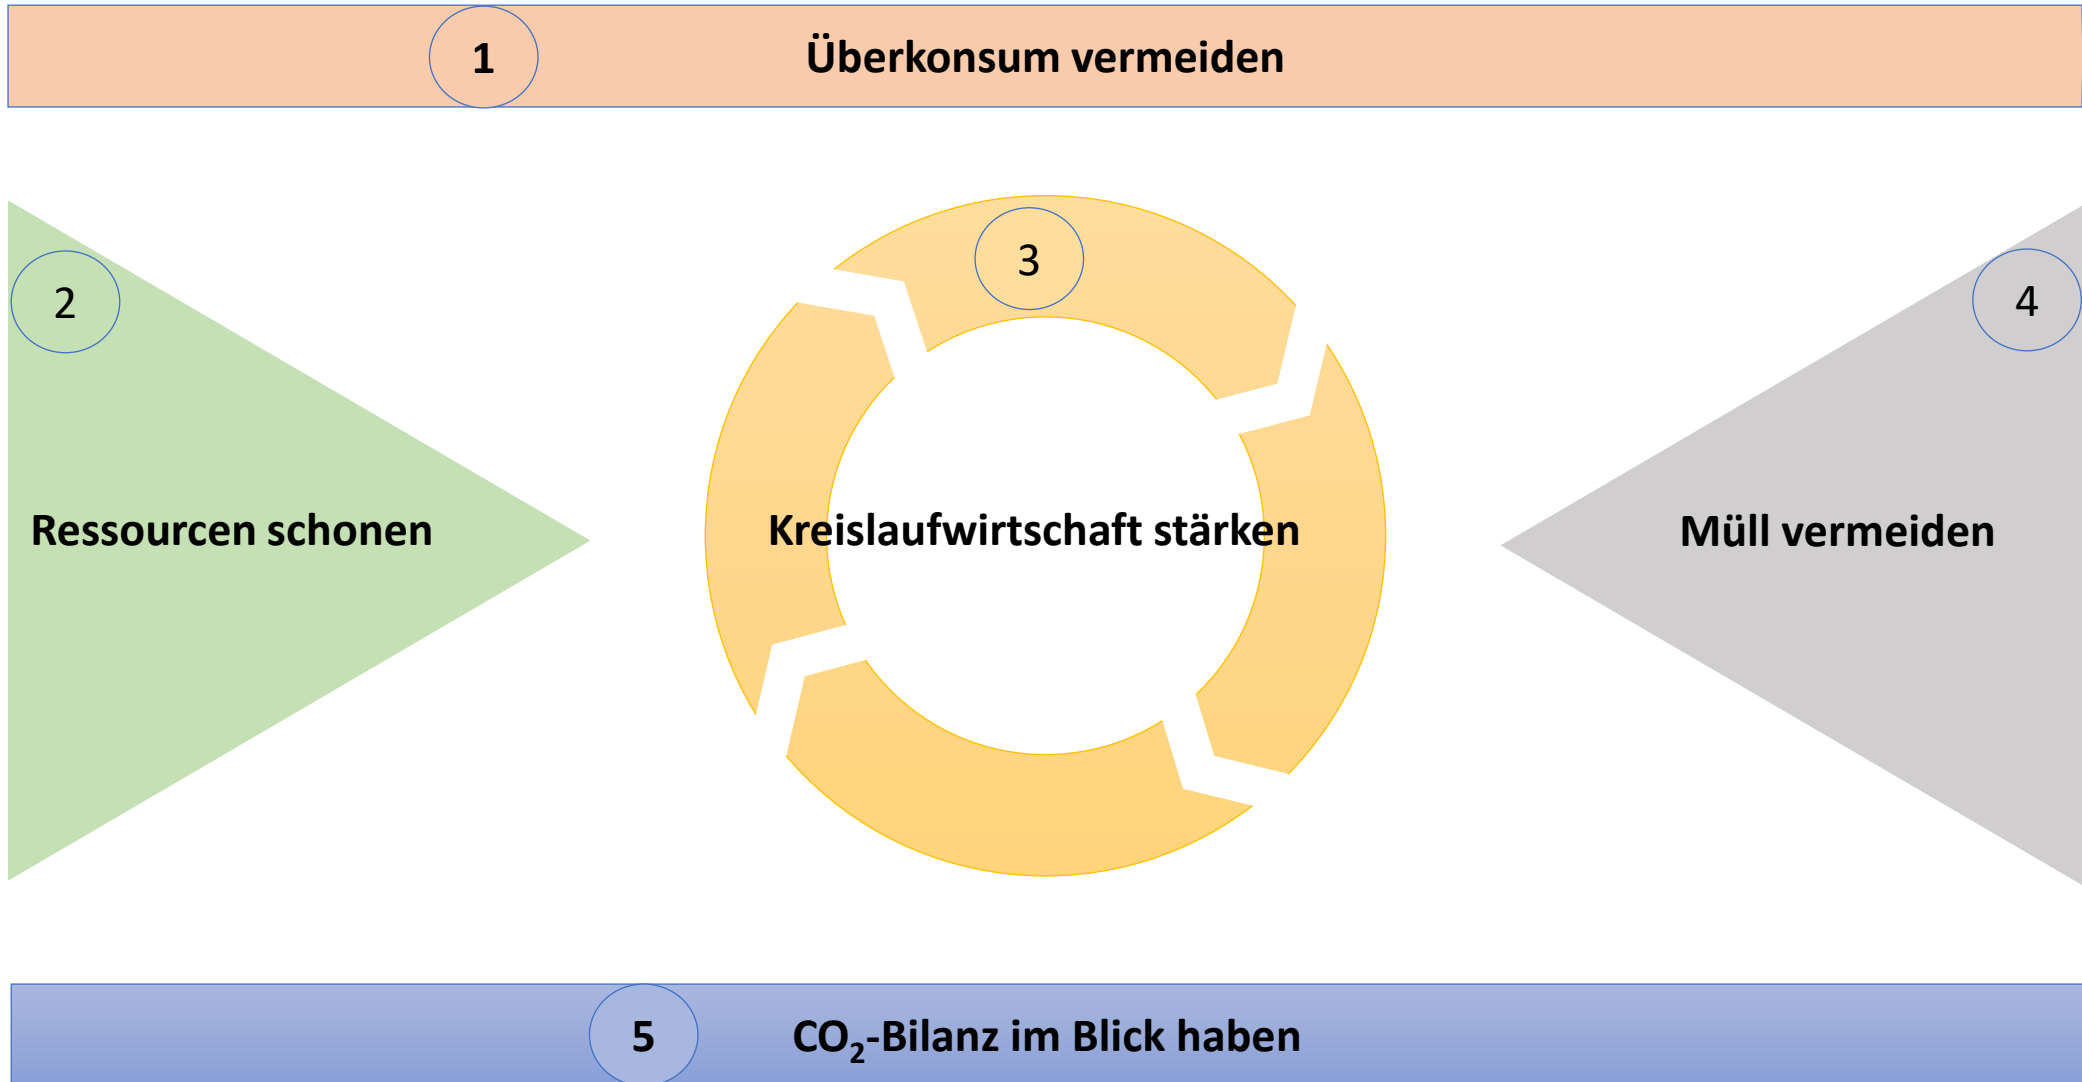 1 Überkonsum vermeiden
2
3
4
Ressourcen schonen
Kreislaufwirtschaft stärken
Müll vermeiden
5 CO₂-Bilanz im Blick haben